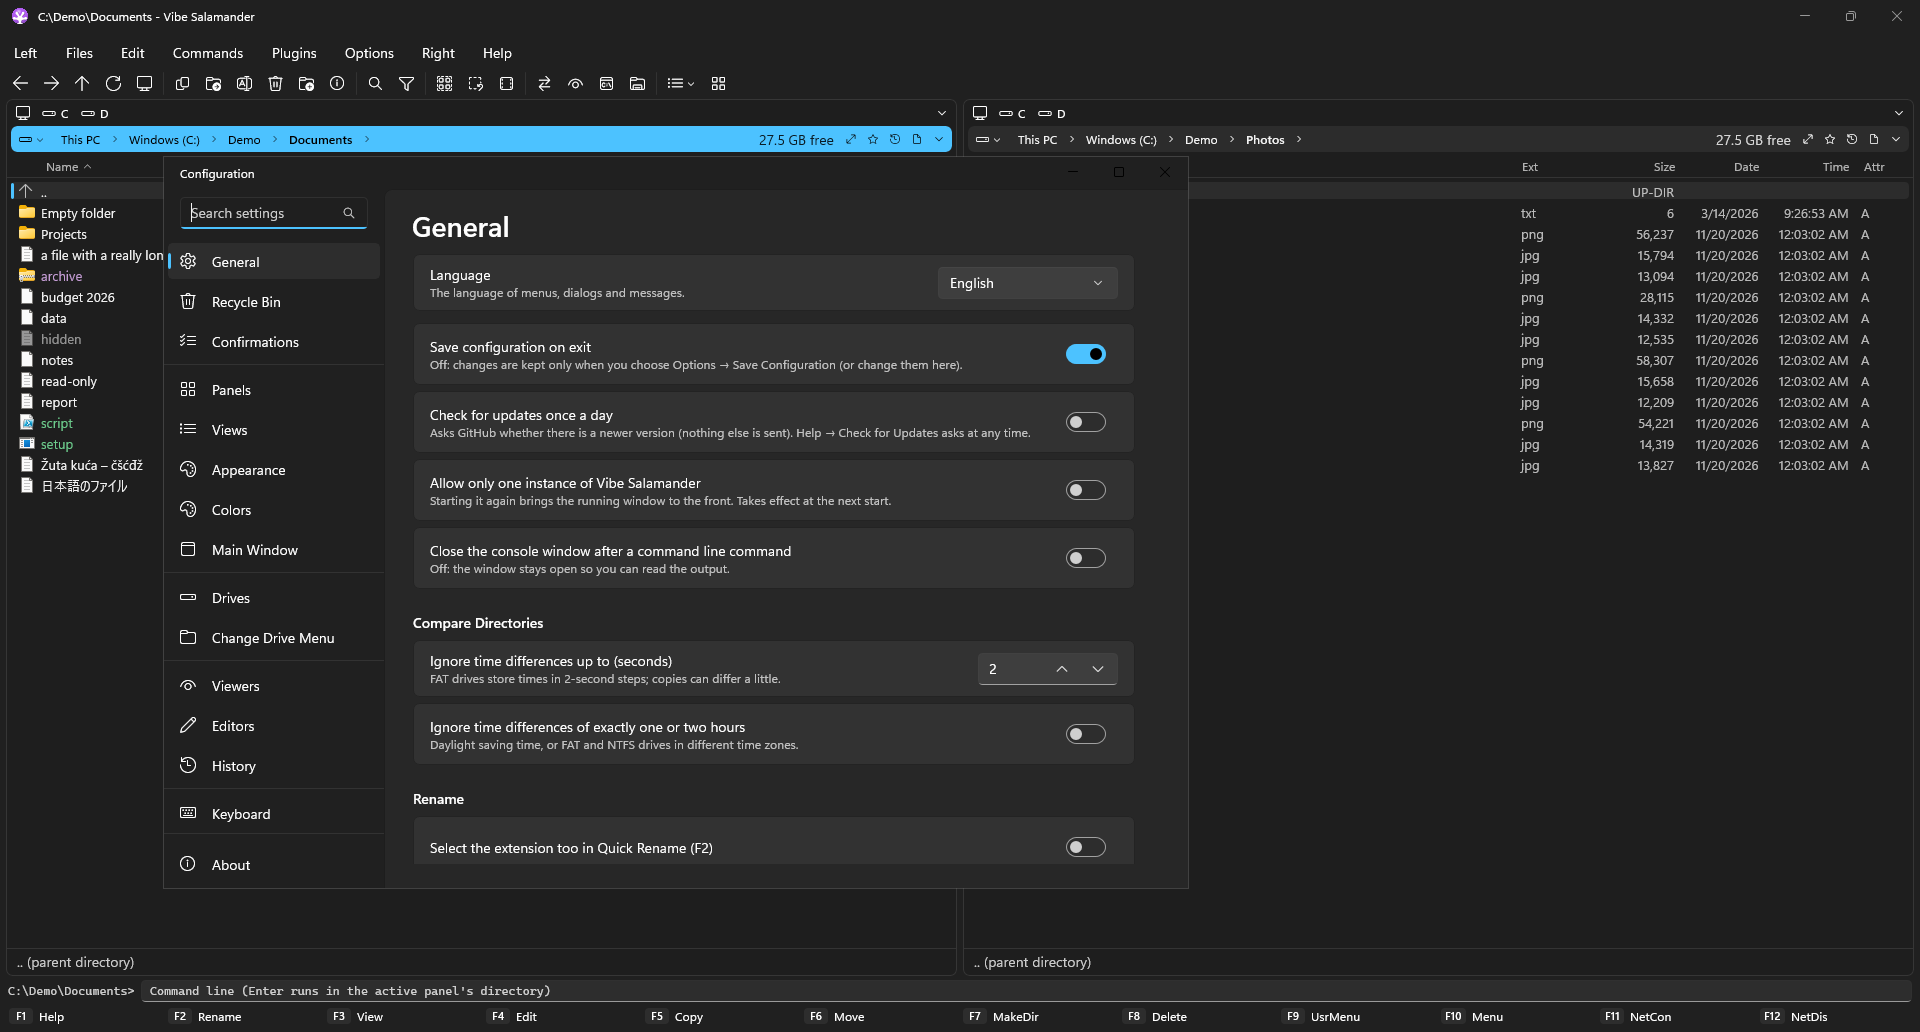 C:\Demo\Documents - Vibe Salamander
Left Files Edit Commands Plugins Options Right Help
C D
This PC Windows (C:) Demo Documents 27.5 GB free
Name
..
Empty folder
Projects
a file with a really lon
archive
budget 2026
data
hidden
notes
read-only
report
script
setup
Žuta kuća – čšćđž
日本語のファイル
.. (parent directory)
Configuration
Search settings
General
Recycle Bin
Confirmations
Panels
Views
Appearance
Colors
Main Window
Drives
Change Drive Menu
Viewers
Editors
History
Keyboard
About
General
Language
The language of menus, dialogs and messages.
English
Save configuration on exit
Off: changes are kept only when you choose Options → Save Configuration (or change them here).
Check for updates once a day
Asks GitHub whether there is a newer version (nothing else is sent). Help → Check for Updates asks at any time.
Allow only one instance of Vibe Salamander
Starting it again brings the running window to the front. Takes effect at the next start.
Close the console window after a command line command
Off: the window stays open so you can read the output.
Compare Directories
Ignore time differences up to (seconds)
FAT drives store times in 2-second steps; copies can differ a little.
2
Ignore time differences of exactly one or two hours
Daylight saving time, or FAT and NTFS drives in different time zones.
Rename
Select the extension too in Quick Rename (F2)
C D
This PC Windows (C:) Demo Photos 27.5 GB free
Ext Size Date Time Attr
UP-DIR
txt 6 3/14/2026 9:26:53 AM A
png 56,237 11/20/2026 12:03:02 AM A
jpg 15,794 11/20/2026 12:03:02 AM A
jpg 13,094 11/20/2026 12:03:02 AM A
png 28,115 11/20/2026 12:03:02 AM A
jpg 14,332 11/20/2026 12:03:02 AM A
jpg 12,535 11/20/2026 12:03:02 AM A
png 58,307 11/20/2026 12:03:02 AM A
jpg 15,658 11/20/2026 12:03:02 AM A
jpg 12,209 11/20/2026 12:03:02 AM A
png 54,221 11/20/2026 12:03:02 AM A
jpg 14,319 11/20/2026 12:03:02 AM A
jpg 13,827 11/20/2026 12:03:02 AM A
.. (parent directory)
C:\Demo\Documents> Command line (Enter runs in the active panel's directory)
F1 Help F2 Rename F3 View F4 Edit F5 Copy F6 Move F7 MakeDir F8 Delete F9 UsrMenu F10 Menu F11 NetCon F12 NetDis